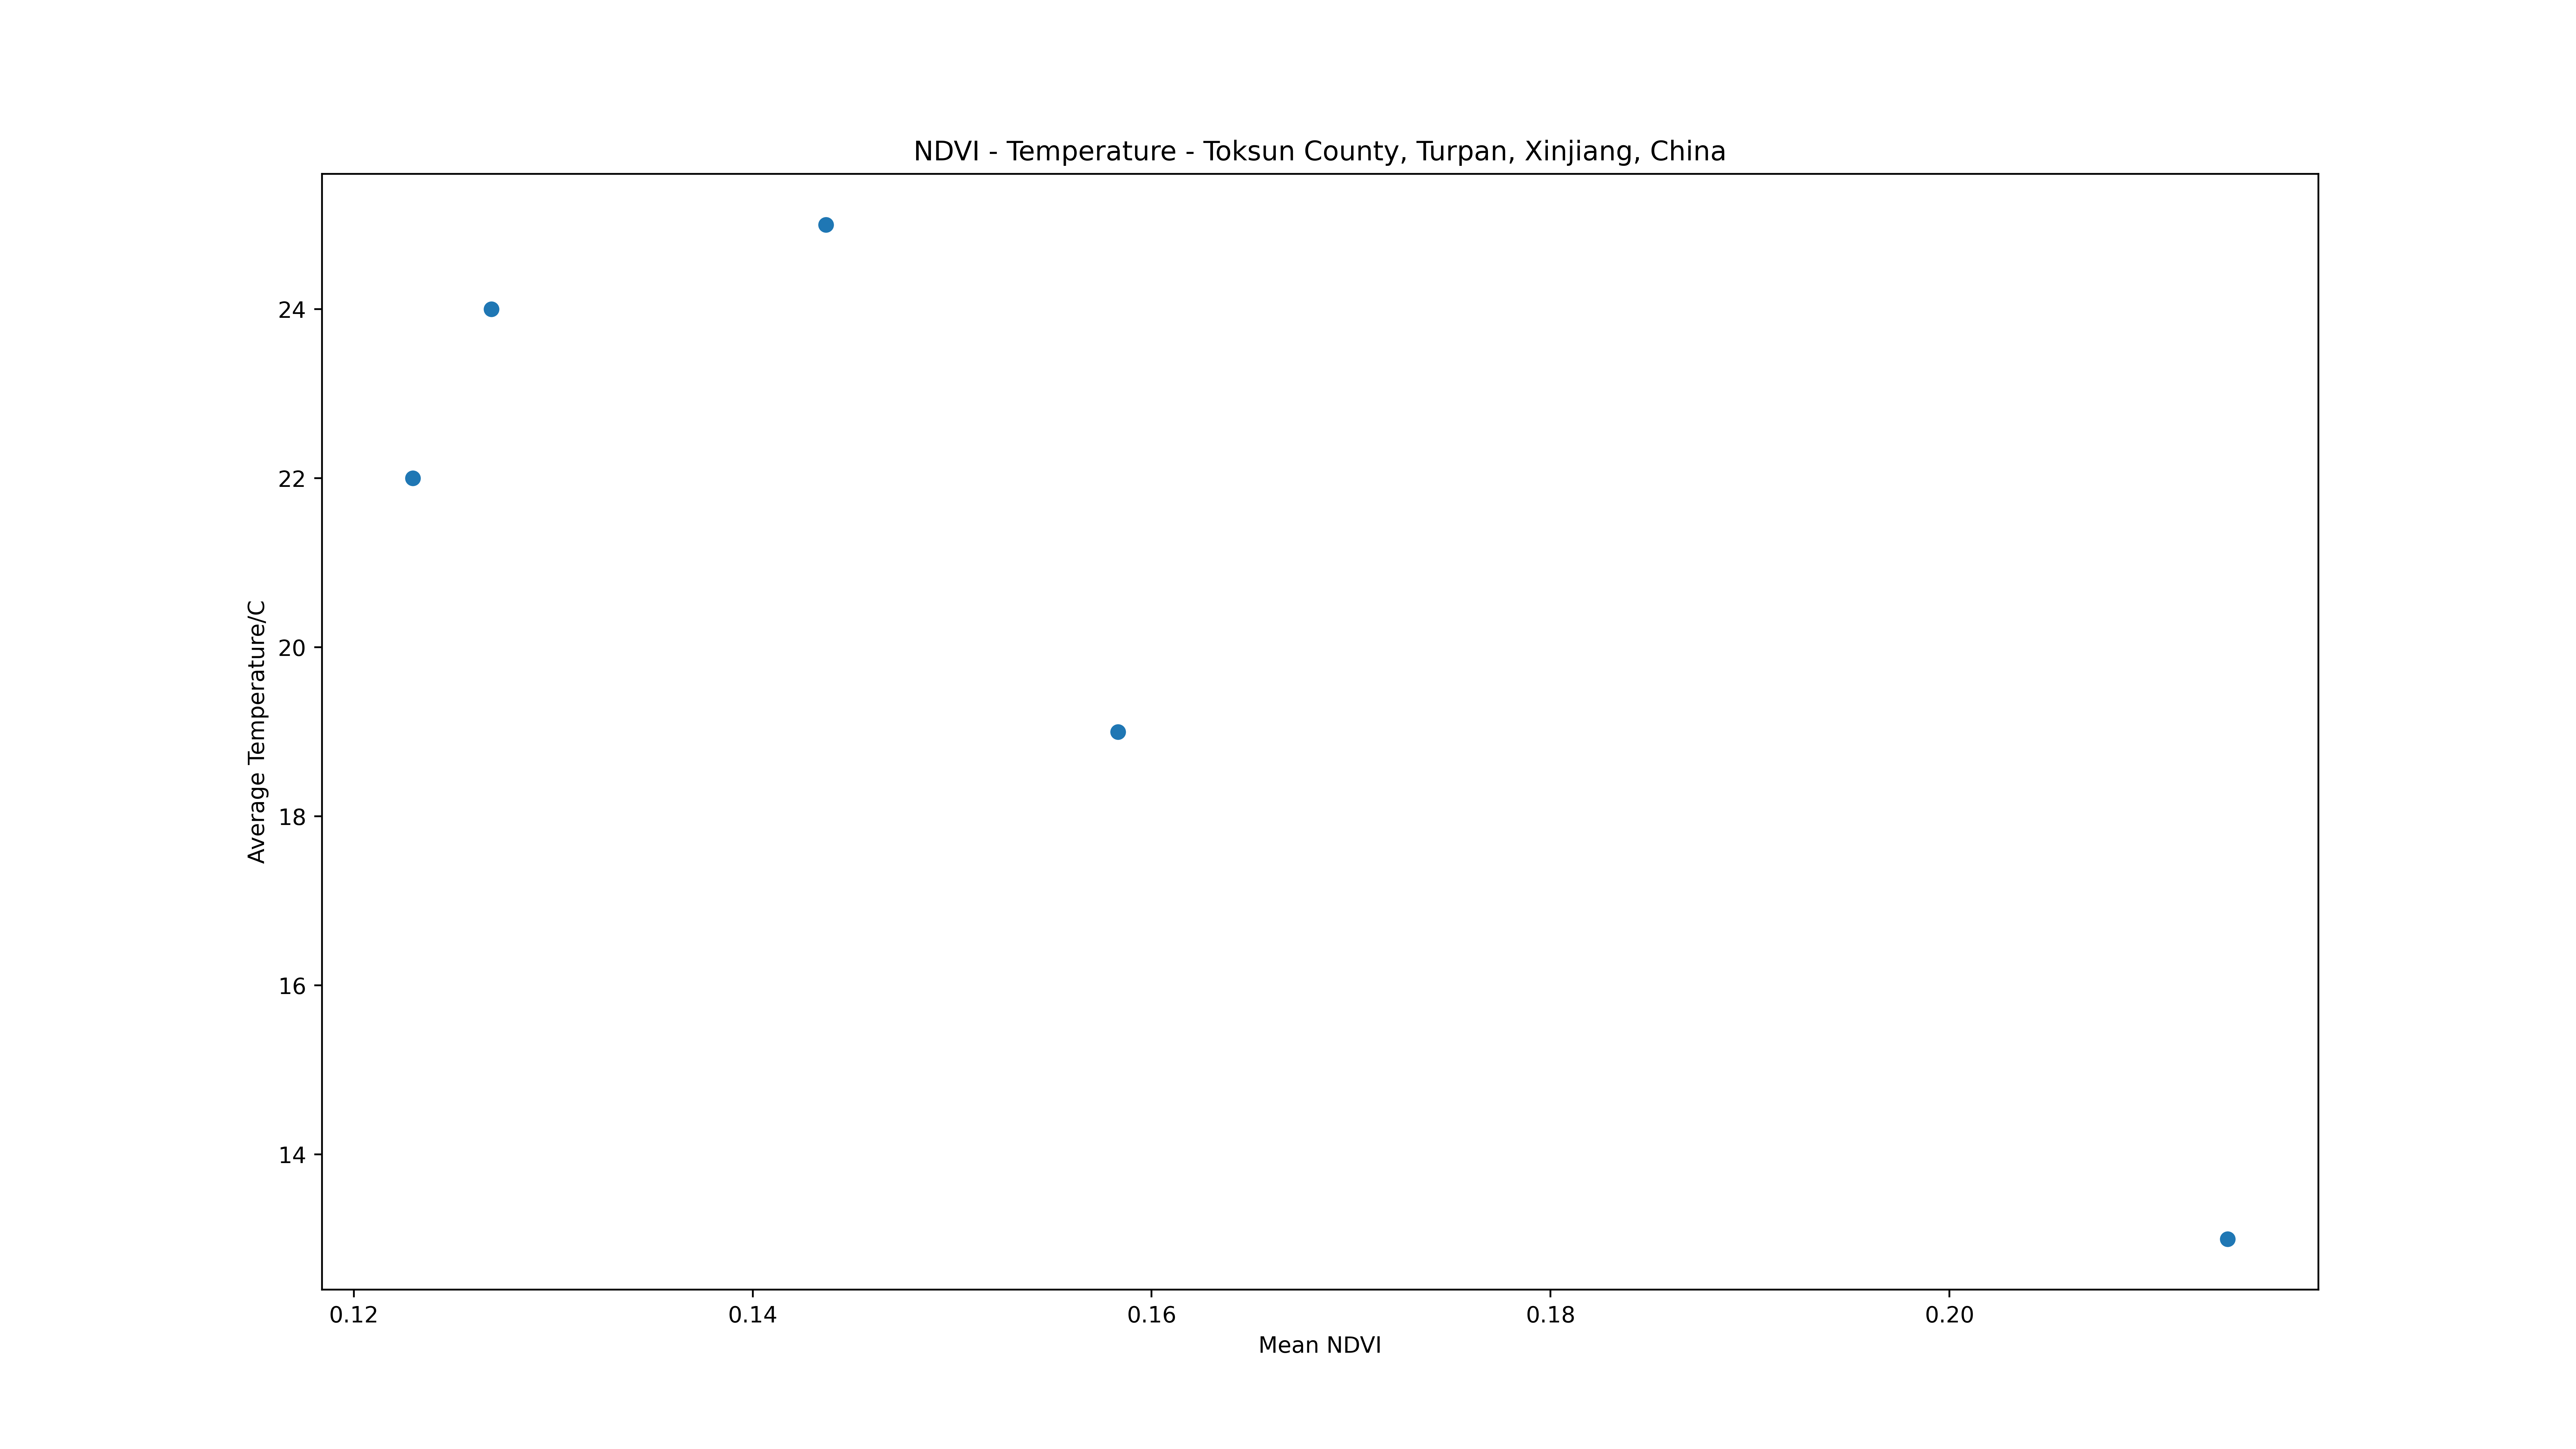 NDVI - Temperature - Toksun County, Turpan, Xinjiang, China
24
22
20
18
16
14
Average Temperature/C
0.12 0.14 0.16 0.18 0.20
Mean NDVI